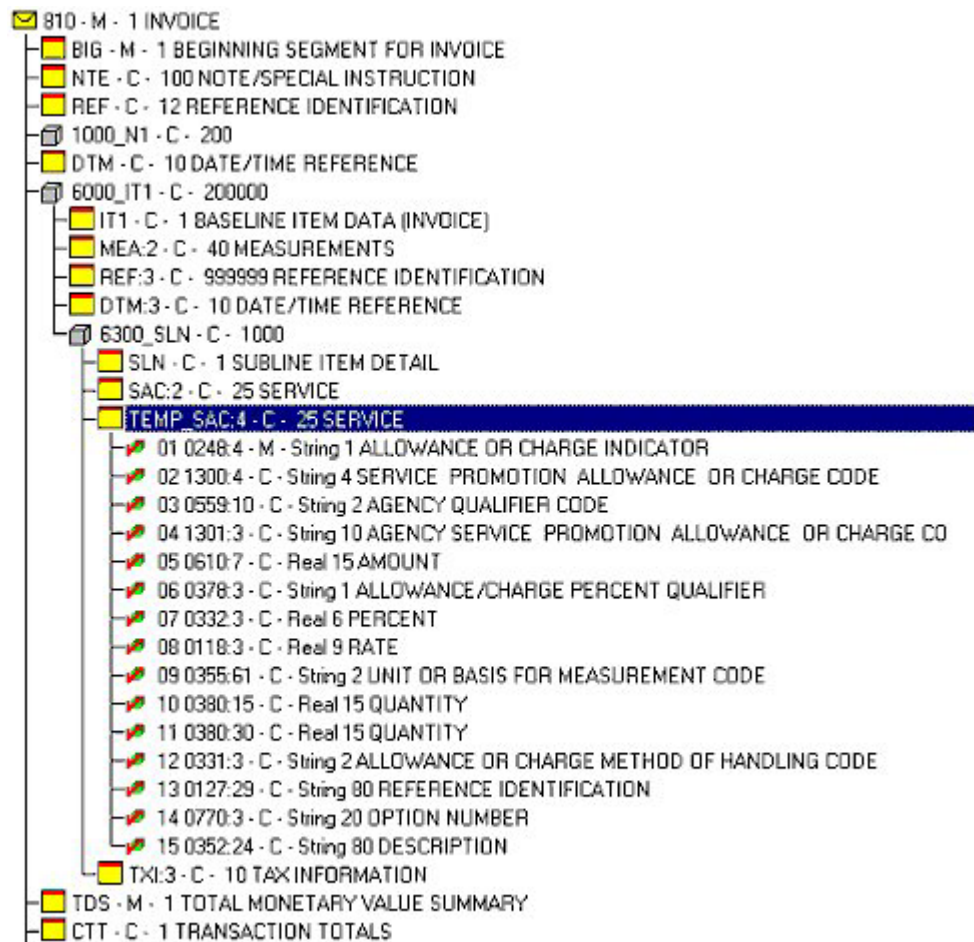 810 - M - 1 INVOICE
BIG - M - 1 BEGINNING SEGMENT FOR INVOICE
NTE - C - 100 NOTE/SPECIAL INSTRUCTION
REF - C - 12 REFERENCE IDENTIFICATION
1000_N1 - C - 200
DTM - C - 10 DATE/TIME REFERENCE
6000_IT1 - C - 200000
IT1 - C - 1 BASELINE ITEM DATA (INVOICE)
MEA:2 - C - 40 MEASUREMENTS
REF:3 - C - 999999 REFERENCE IDENTIFICATION
DTM:3 - C - 10 DATE/TIME REFERENCE
6300_SLN - C - 1000
SLN - C - 1 SUBLINE ITEM DETAIL
SAC:2 - C - 25 SERVICE
TEMP_SAC:4 - C - 25 SERVICE
01 0248:4 - M - String 1 ALLOWANCE OR CHARGE INDICATOR
02 1300:4 - C - String 4 SERVICE PROMOTION ALLOWANCE OR CHARGE CODE
03 0559:10 - C - String 2 AGENCY QUALIFIER CODE
04 1301:3 - C - String 10 AGENCY SERVICE PROMOTION ALLOWANCE OR CHARGE CO
05 0610:7 - C - Real 15 AMOUNT
06 0378:3 - C - String 1 ALLOWANCE/CHARGE PERCENT QUALIFIER
07 0332:3 - C - Real 6 PERCENT
08 0118:3 - C - Real 9 RATE
09 0355:61 - C - String 2 UNIT OR BASIS FOR MEASUREMENT CODE
10 0380:15 - C - Real 15 QUANTITY
11 0380:30 - C - Real 15 QUANTITY
12 0331:3 - C - String 2 ALLOWANCE OR CHARGE METHOD OF HANDLING CODE
13 0127:29 - C - String 80 REFERENCE IDENTIFICATION
14 0770:3 - C - String 20 OPTION NUMBER
15 0352:24 - C - String 80 DESCRIPTION
TXI:3 - C - 10 TAX INFORMATION
TDS - M - 1 TOTAL MONETARY VALUE SUMMARY
CTT - C - 1 TRANSACTION TOTALS